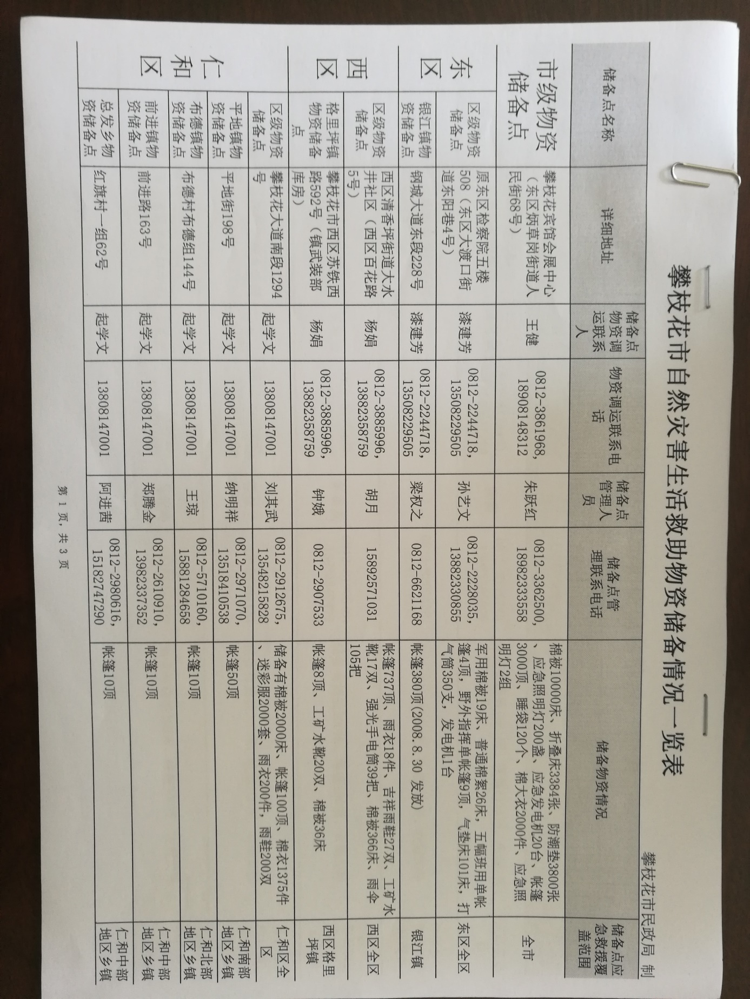 攀枝花市自然灾害生活救助物资储备情况一览表
攀枝花市民政局 制
储备点名称
详细地址
储备点
物资调
运联系
人
物资调运联系电
话
储备点
管理人
员
储备点管
理联系电话
储备物资情况
储备点应
急救援覆
盖范围
市级物资
储备点
攀枝花宾馆会展中心
（东区炳草岗街道人
民街68号）
王健
0812-3861968，
18908148312
朱跃红
0812-3362500，
18982333558
棉被10000床、折叠床3384张、防潮垫3800张
、应急照明灯200盏、应急发电机20台、帐篷
3000顶、睡袋120个、棉大衣2000件、应急照
明灯2组
全市
东
区
区级物资
储备点
原东区检察院五楼
508（东区大渡口街
道东阳巷4号）
漆建芳
0812-2244718，
13508229505
孙艺文
0812-2228035，
13882330855
军用棉被19床、普通棉絮26床，五幅班用单帐
篷4顶，野外指挥单帐篷9顶，气垫床101床，打
气筒350支，发电机1台
东区全区
银江镇物
资储备点
钢城大道东段228号
漆建芳
0812-2244718，
13508229505
梁权之
0812-6621168
帐篷380顶(2008.8.30 发放)
银江镇
西
区
区级物资
储备点
西区清香坪街道大水
井社区（西区百花路
5号）
杨娟
0812-3885996，
13882358759
胡月
15892571031
帐篷737顶、雨衣18件、吉祥雨鞋27双、工矿水
靴17双、强光手电筒39把、棉被366床、雨伞
105把
西区全区
格里坪镇
物资储备
点
攀枝花市西区苏铁西
路592号（镇武装部
库房）
杨娟
0812-3885996，
13882358759
钟娥
0812-2907533
帐篷8顶、工矿水靴20双、棉被36床
西区格里
坪镇
仁
和
区
区级物资
储备点
攀枝花大道南段1294
号
起学文
13808147001
刘其武
0812-2912675，
13548215828
储备有棉被2000床、帐篷100顶、棉衣1375件
、迷彩服2000套、雨衣200件，雨鞋200双
仁和区全
区
平地镇物
资储备点
平地街198号
起学文
13808147001
纳明祥
0812-2971070，
13518410538
帐篷50顶
仁和南部
地区乡镇
布德镇物
资储备点
布德村布德组144号
起学文
13808147001
王琼
0812-5710160，
15881284658
帐篷10顶
仁和北部
地区乡镇
前进镇物
资储备点
前进路163号
起学文
13808147001
郑腾金
0812-2610910，
13982337352
帐篷10顶
仁和中部
地区乡镇
总发乡物
资储备点
红旗村一组62号
起学文
13808147001
阿进茜
0812-2980616，
15182747290
帐篷10顶
仁和中部
地区乡镇
第 1 页，共 3 页